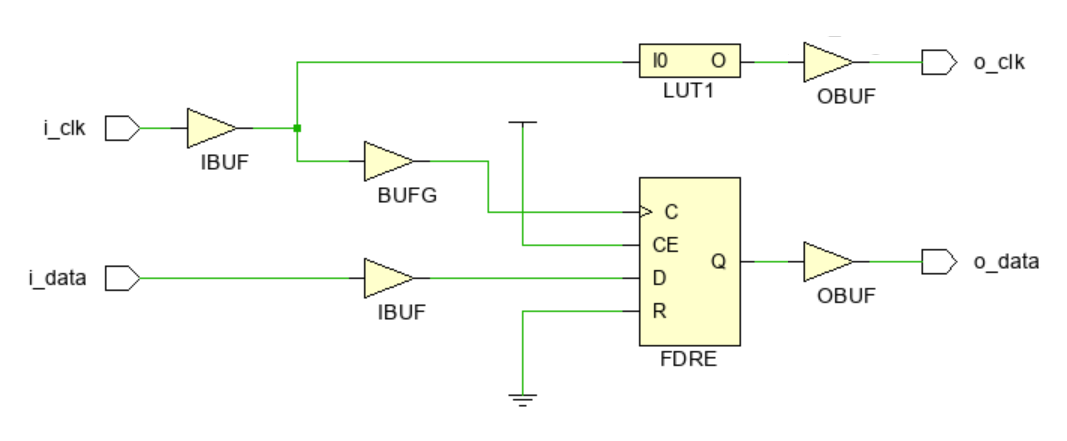 I0 O
LUT1
OBUF
o_clk
i_clk
IBUF
BUFG
C
CE
D
R
Q
FDRE
OBUF
o_data
i_data
IBUF